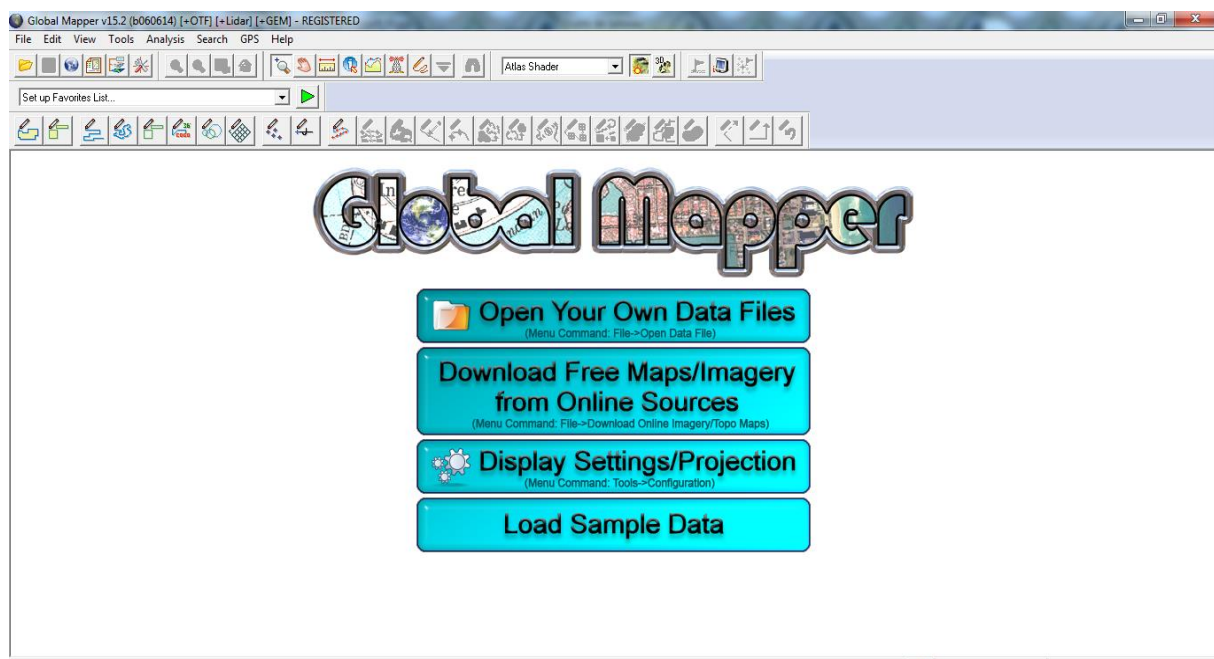 Global Mapper v15.2 (b060614) [+OTF] [+Lidar] [+GEM] - REGISTERED
File Edit View Tools Analysis Search GPS Help
Atlas Shader
3D
Set up Favorites List...
Global Mapper
Open Your Own Data Files
(Menu Command: File->Open Data File)
Download Free Maps/Imagery
from Online Sources
(Menu Command: File->Download Online Imagery/Topo Maps)
Display Settings/Projection
(Menu Command: Tools->Configuration)
Load Sample Data